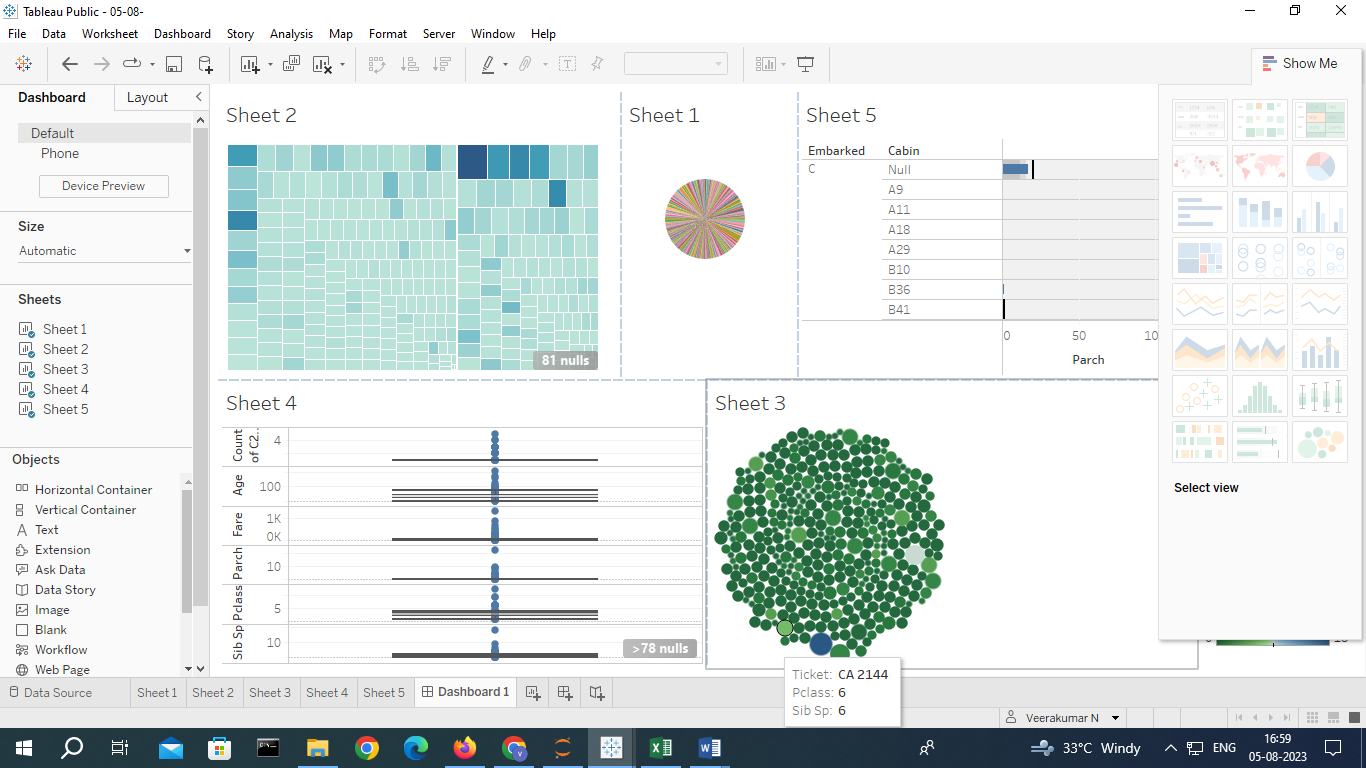 Tableau Public - 05-08-
File Data Worksheet Dashboard Story Analysis Map Format Server Window Help
Show Me
Dashboard Layout
Default
Phone
Device Preview
Size
Automatic
Sheets
Sheet 1
Sheet 2
Sheet 3
Sheet 4
Sheet 5
Objects
Horizontal Container
Vertical Container
Text
Extension
Ask Data
Data Story
Image
Blank
Workflow
Web Page
Sheet 2
81 nulls
Sheet 1
Sheet 5
Embarked Cabin
C Null
A9
A11
A18
A29
B10
B36
B41
0 50 10
Parch
Sheet 4
Count
of C2..
4
Age
100
Fare
1K
0K
Parch
10
Pclass
5
Sib Sp
10
>78 nulls
Sheet 3
Ticket: CA 2144
Pclass: 6
Sib Sp: 6
Select view
Data Source Sheet 1 Sheet 2 Sheet 3 Sheet 4 Sheet 5 Dashboard 1
Veerakumar N
33°C Windy
ENG
16:59
05-08-2023